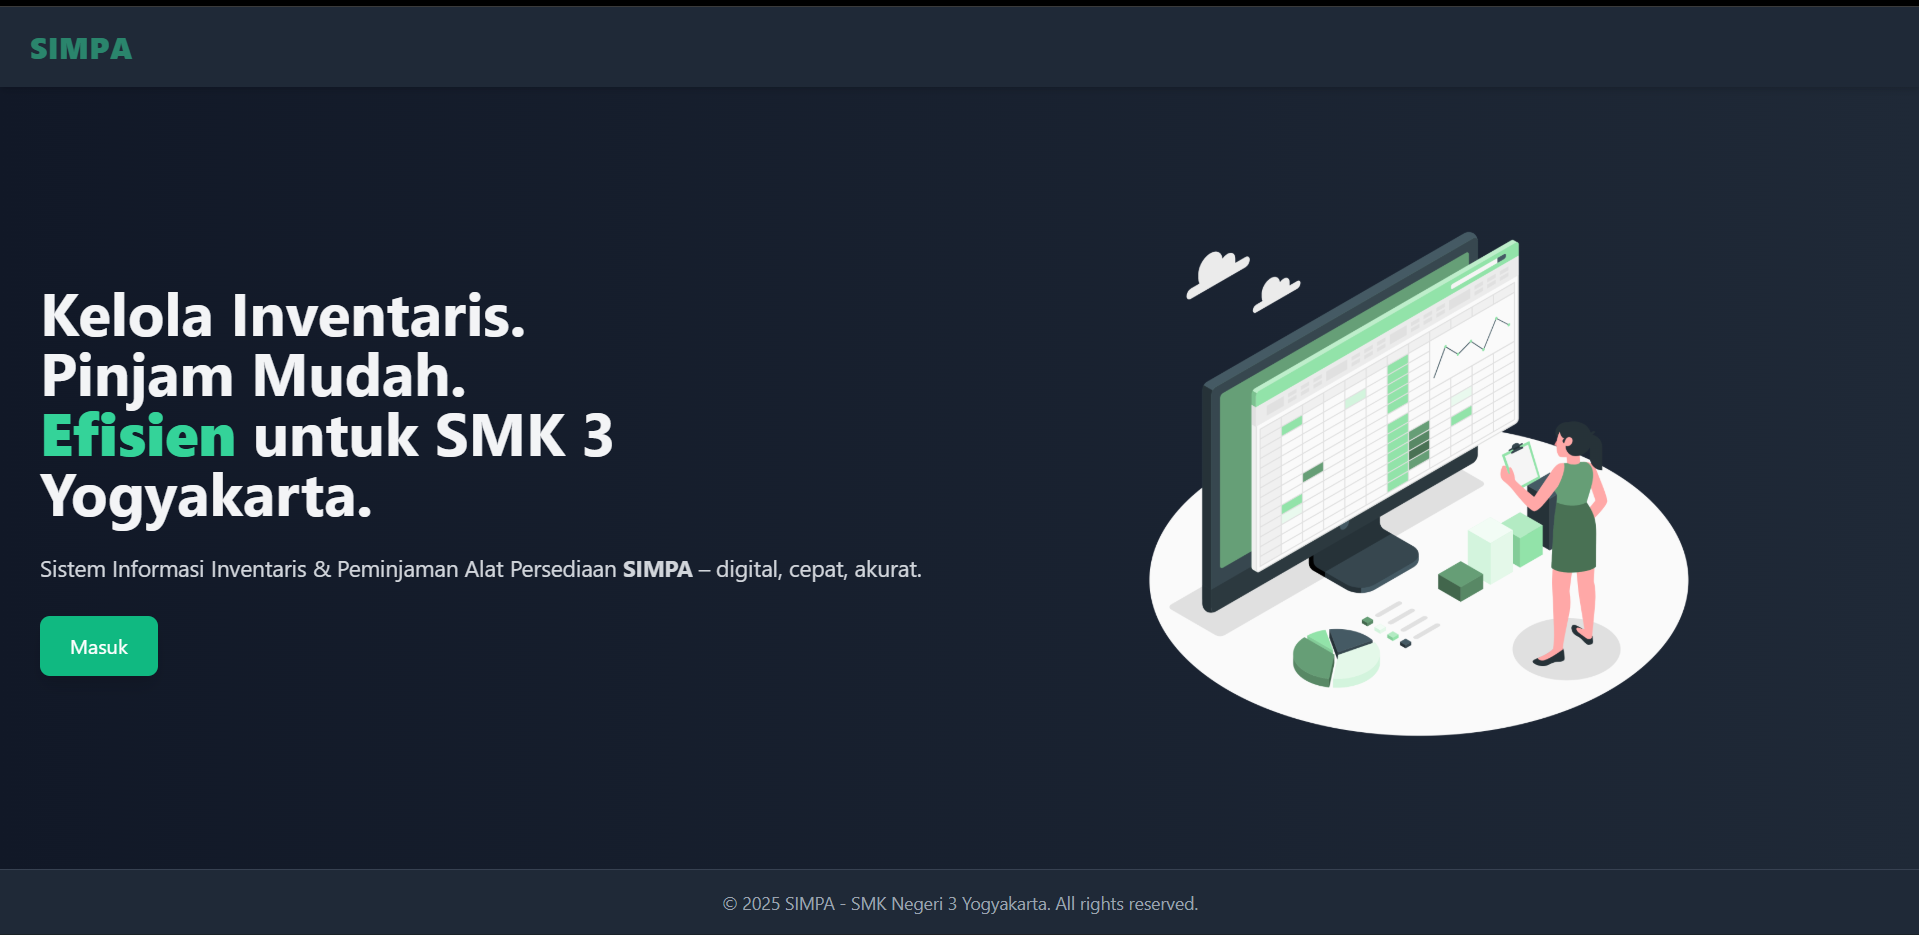 SIMPA
Kelola Inventaris.
Pinjam Mudah.
Efisien untuk SMK 3
Yogyakarta.
Sistem Informasi Inventaris & Peminjaman Alat Persediaan SIMPA – digital, cepat, akurat.
Masuk
© 2025 SIMPA - SMK Negeri 3 Yogyakarta. All rights reserved.